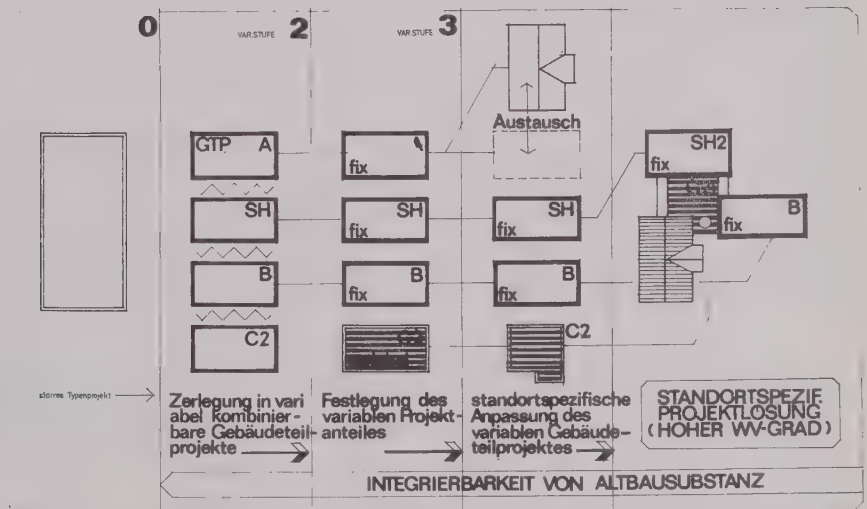 0
VAR.STUFE 2
VAR.STUFE 3
Austausch
GTP A
fix
SH2
fix
SH
fix SH
fix SH
fix B
B
fix B
fix B
C2
C2
starres Typenprojekt
Zerlegung in vari
abel kombinier-
bare Gebäudeteil-
projekte
Festlegung des
variablen Projekt-
anteiles
standortspezifische
Anpassung des
variablen Gebäude-
teilprojektes
STANDORTSPEZIF.
PROJEKTLÖSUNG
(HOHER WV-GRAD)
INTEGRIERBARKEIT VON ALTBAUSUBSTANZ